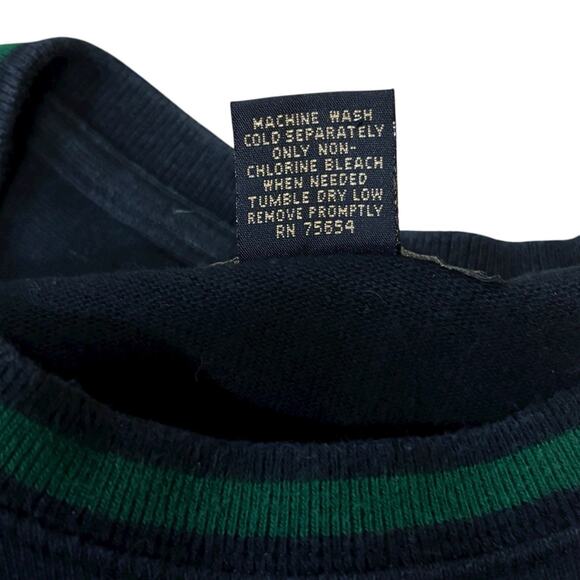 MACHINE WASH
COLD SEPARATELY
ONLY NON-
CHLORINE BLEACH
WHEN NEEDED
TUMBLE DRY LOW
REMOVE PROMPTLY
RN 75654